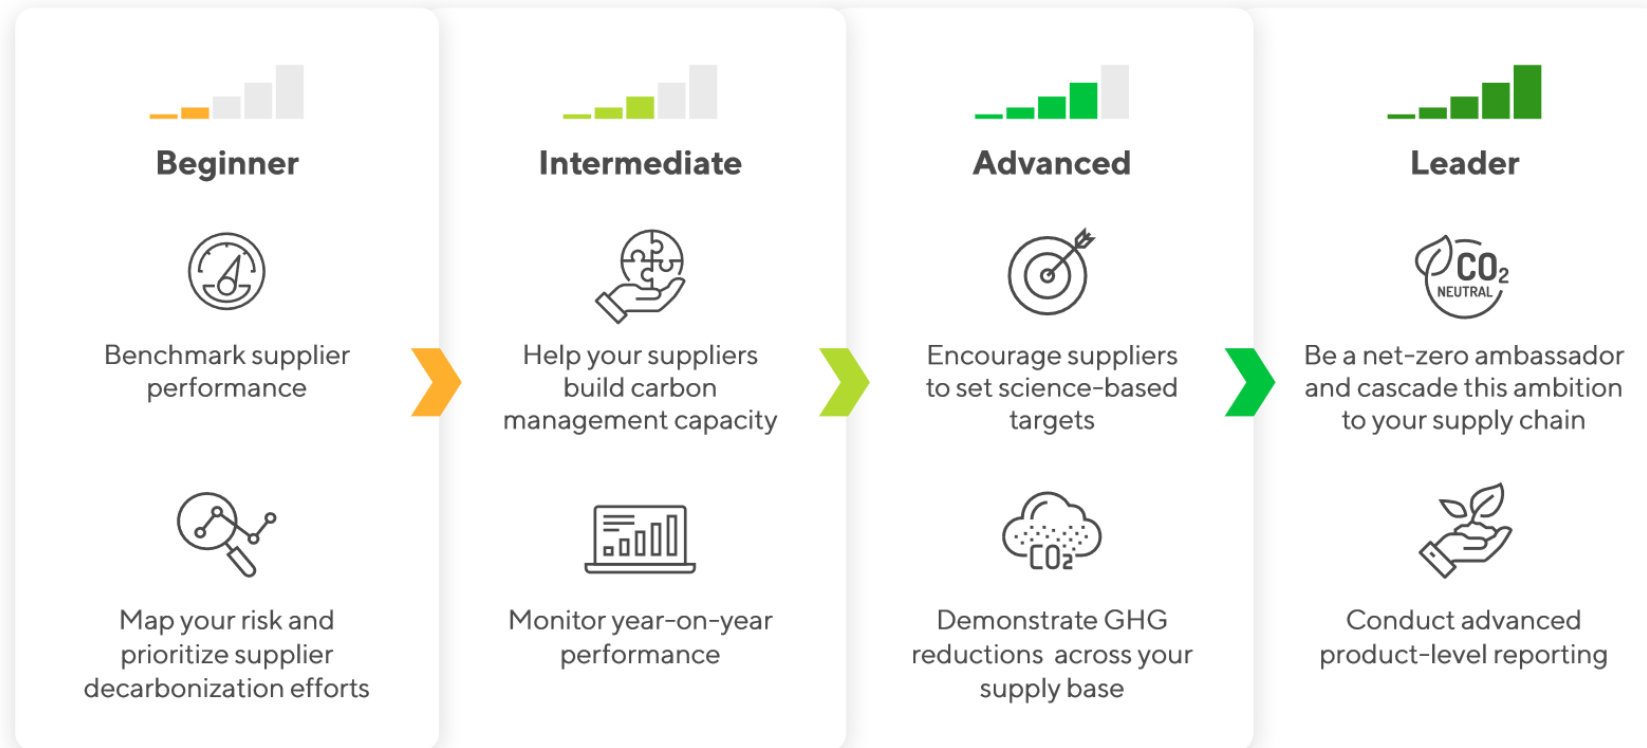 Beginner
Benchmark supplier
performance
Map your risk and
prioritize supplier
decarbonization efforts
Intermediate
Help your suppliers
build carbon
management capacity
Monitor year-on-year
performance
Advanced
Encourage suppliers
to set science-based
targets
CO2
Demonstrate GHG
reductions across your
supply base
Leader
CO2
NEUTRAL
Be a net-zero ambassador
and cascade this ambition
to your supply chain
Conduct advanced
product-level reporting